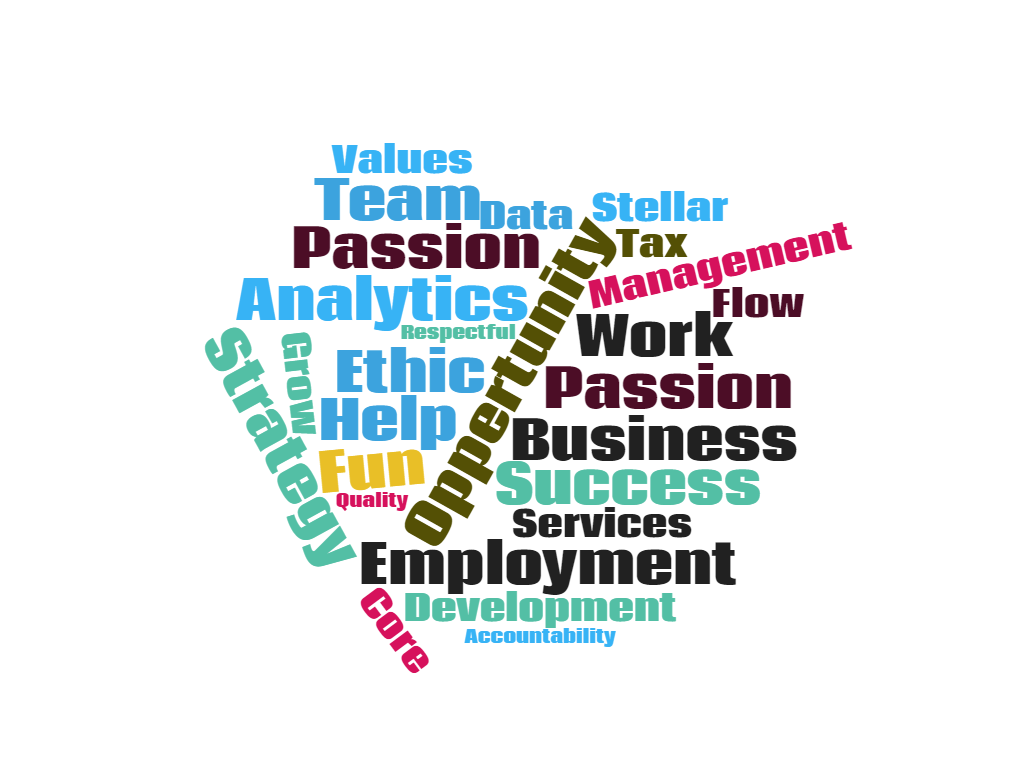 Values
Team
Data
Stellar
Passion
Tax
Management
Analytics
Flow
Respectful
Oppertunity
Work
Strategy
Grow
Ethic
Passion
Help
Business
Fun
Success
Quality
Services
Employment
Core
Development
Accountability